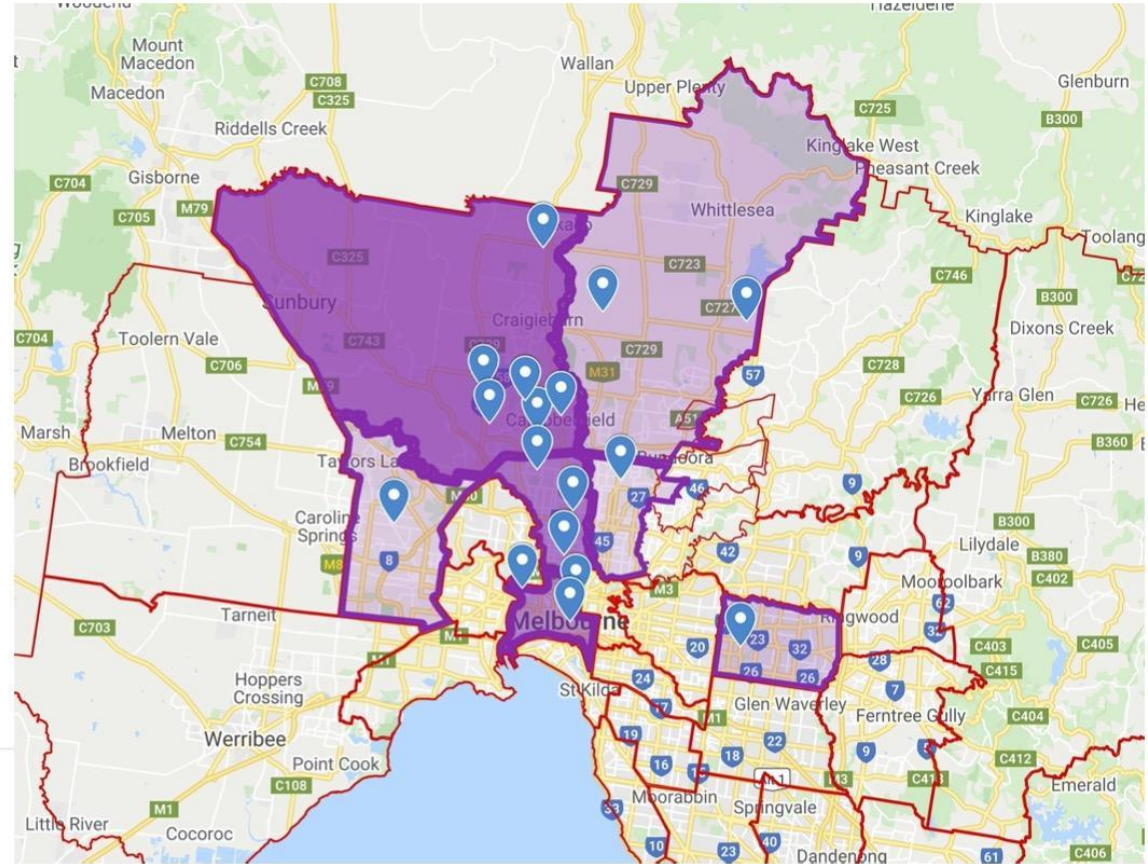 Mount
Macedon
Macedon
C708
C325
Wallan
Upper Plenty
Glenburn
C725
B300
Riddells Creek
Kinglake West
Pheasant Creek
Gisborne
C704
C705
M79
C729
Whittlesea
Kinglake
Toolang
C325
C723
C746
B300
Sunbury
C727
Craigieburn
Dixons Creek
C704
Toolern Vale
C743
C729
C706
M31
57
C728
C726
Yarra Glen
C726
Marsh
Melton
C754
Campbellfield
A51
B360
Brookfield
Taylors La
Bundoora
46
9
27
Caroline
Springs
B300
Lilydale
45
42
9
B380
C402
8
M3
Mooroolbark
62
Tarneit
C703
Melbourne
Ringwood
32
20
23
32
C403
C405
C415
M1
26
26
28
Hoppers
Crossing
St Kilda
24
7
Glen Waverley
M1
Ferntree Gully
C404
Werribee
19
22
9
C412
Point Cook
18
16
M3
C413
C108
Emerald
M1
Moorabbin
Springvale
33
Little River
Cocoroc
10
40
23
Dandenong
61
C406